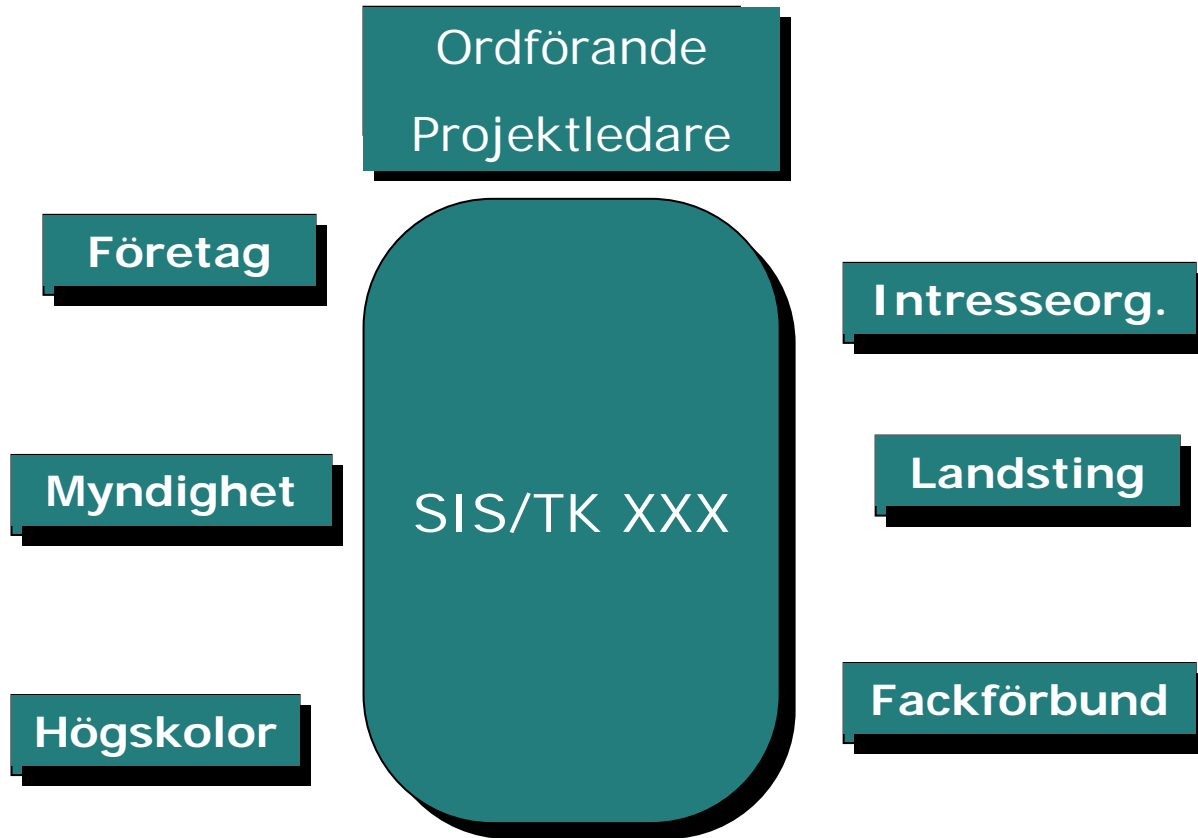 Ordförande
Projektledare
Företag
Intresseorg.
Myndighet
SIS/TK XXX
Landsting
Högskolor
Fackförbund